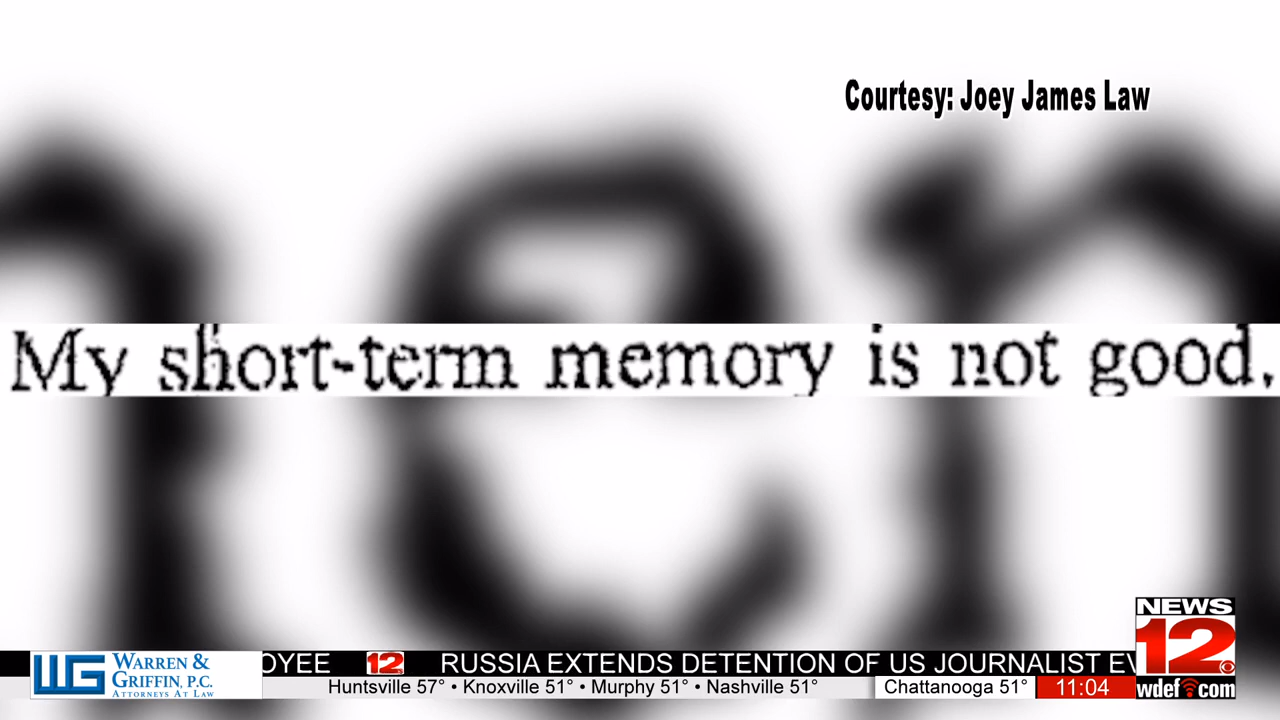 Courtesy: Joey James Law
My short-term memory is not good.
NEWS
12
wdef.com
WG WARREN & GRIFFIN, P.C.
ATTORNEYS AT LAW
OYEE 12 RUSSIA EXTENDS DETENTION OF US JOURNALIST EV
Huntsville 57° • Knoxville 51° • Murphy 51° • Nashville 51°
Chattanooga 51° 11:04